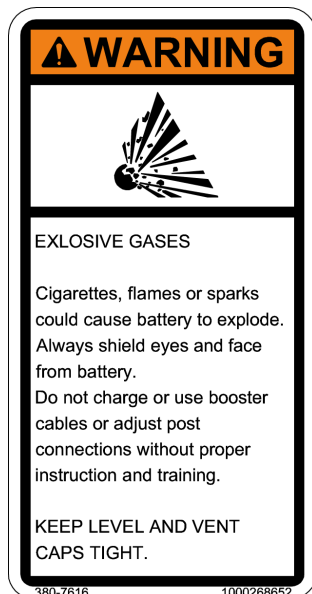 WARNING
EXLOSIVE GASES
Cigarettes, flames or sparks
could cause battery to explode.
Always shield eyes and face
from battery.
Do not charge or use booster
cables or adjust post
connections without proper
instruction and training.
KEEP LEVEL AND VENT
CAPS TIGHT.
380-7616 1000268652